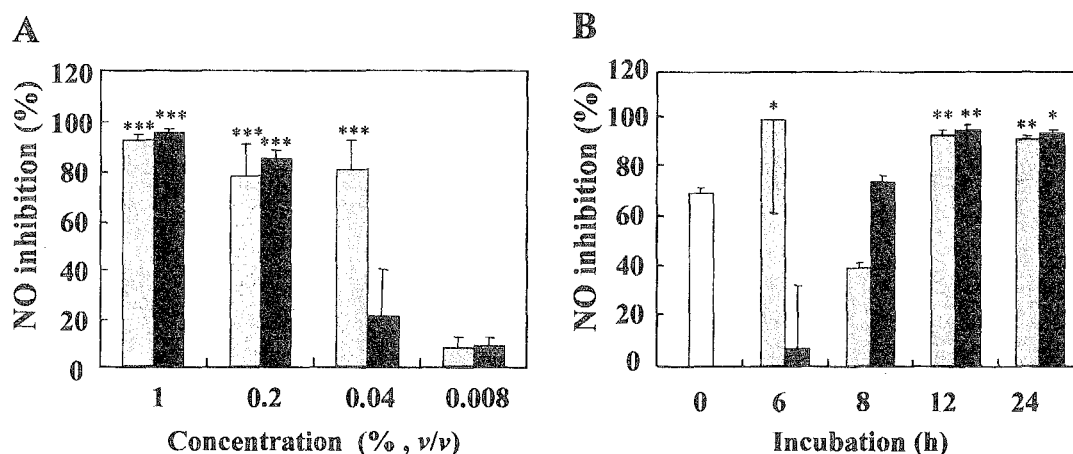 A
NO inhibition (%)
120
100
80
60
40
20
0
*** ***
*** ***
***
1 0.2 0.04 0.008
Concentration (%, v/v)
B
NO inhibition (%)
120
100
80
60
40
20
0
*
** **
** *
0 6 8 12 24
Incubation (h)